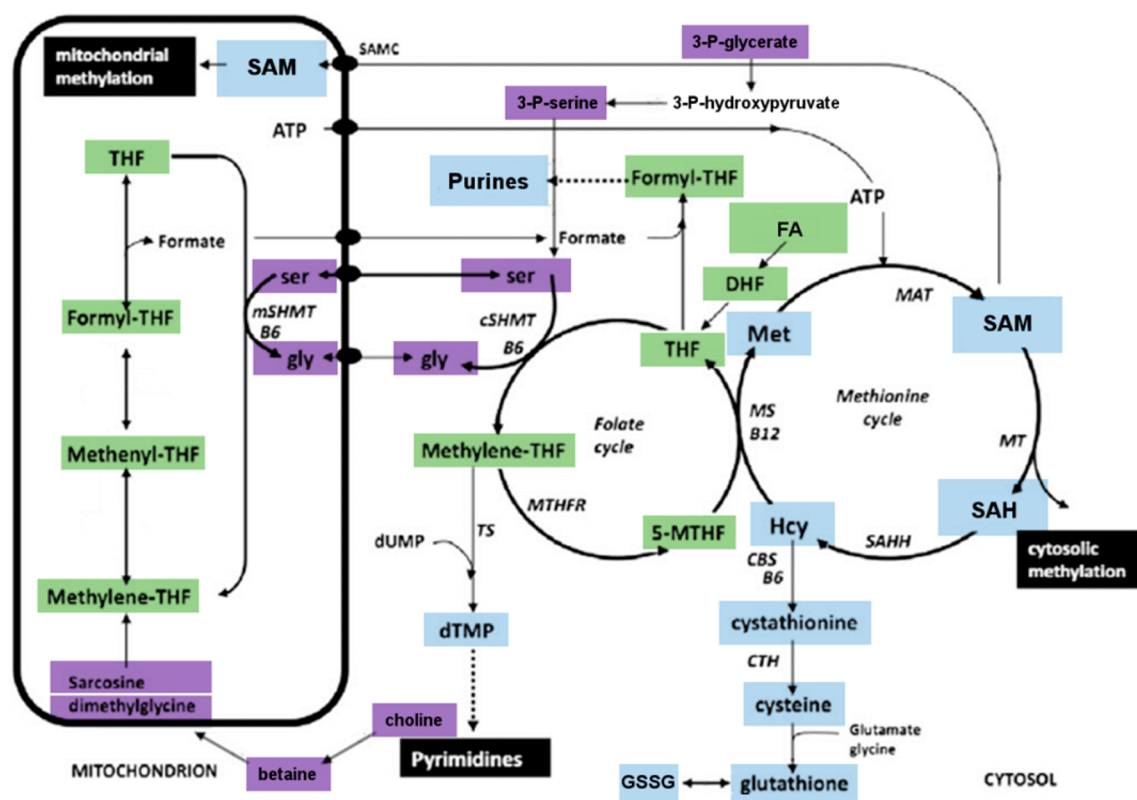 mitochondrial
methylation
SAM
SAMC
3-P-glycerate
3-P-serine
3-P-hydroxypyruvate
ATP
THF
Purines
Formyl-THF
ATP
Formate
Formate
FA
ser
ser
DHF
mSHMT
B6
cSHMT
B6
MAT
Formyl-THF
Met
SAM
gly
gly
THF
Folate
cycle
MS
B12
Methionine
cycle
MT
Methenyl-THF
Methylene-THF
MTHFR
TS
5-MTHF
Hcy
SAH
SAHH
dUMP
CBS
B6
cytosolic
methylation
Methylene-THF
dTMP
cystathionine
CTH
Sarcosine
dimethylglycine
choline
cysteine
Glutamate
glycine
Pyrimidines
MITOCHONDRION
betaine
GSSG
glutathione
CYTOSOL